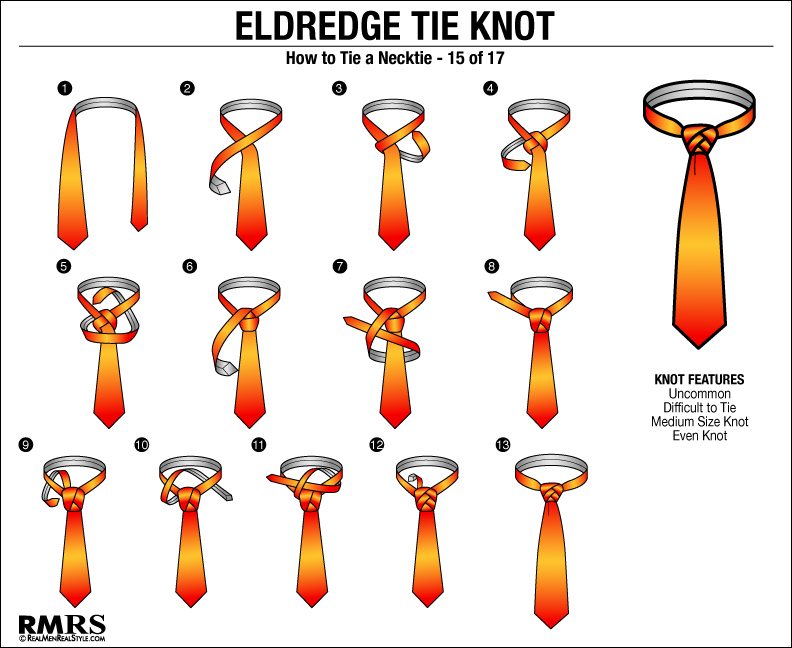 ELDREDGE TIE KNOT
How to Tie a Necktie - 15 of 17
1
2
3
4
5
6
7
8
KNOT FEATURES
Uncommon
Difficult to Tie
Medium Size Knot
Even Knot
9
10
11
12
13
RMRS
© REALMENREALSTYLE.COM